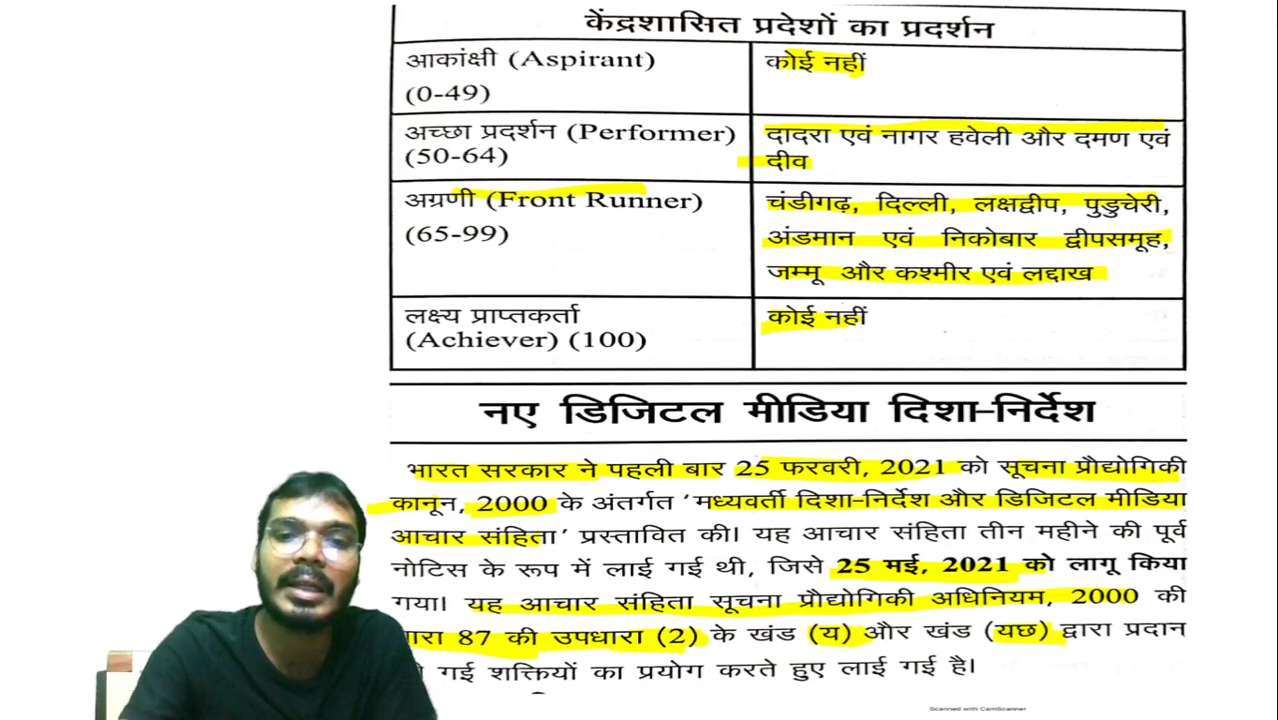 केंद्रशासित प्रदेशों का प्रदर्शन
आकांक्षी (Aspirant)
(0-49)
कोई नहीं
अच्छा प्रदर्शन (Performer)
(50-64)
दादरा एवं नागर हवेली और दमण एवं
दीव
अग्रणी (Front Runner)
(65-99)
चंडीगढ़, दिल्ली, लक्षद्वीप, पुडुचेरी,
अंडमान एवं निकोबार द्वीपसमूह,
जम्मू और कश्मीर एवं लद्दाख
लक्ष्य प्राप्तकर्ता
(Achiever) (100)
कोई नहीं
नए डिजिटल मीडिया दिशा-निर्देश
भारत सरकार ने पहली बार 25 फरवरी, 2021 को सूचना प्रौद्योगिकी
कानून, 2000 के अंतर्गत 'मध्यवर्ती दिशा-निर्देश और डिजिटल मीडिया
आचार संहिता' प्रस्तावित की। यह आचार संहिता तीन महीने की पूर्व
नोटिस के रूप में लाई गई थी, जिसे 25 मई, 2021 को लागू किया
गया। यह आचार संहिता सूचना प्रौद्योगिकी अधिनियम, 2000 की
87 की उपधारा (2) के खंड (य) और खंड (यछ) द्वारा प्रदान
गई शक्तियों का प्रयोग करते हुए लाई गई है।
Scanned with CamScanner